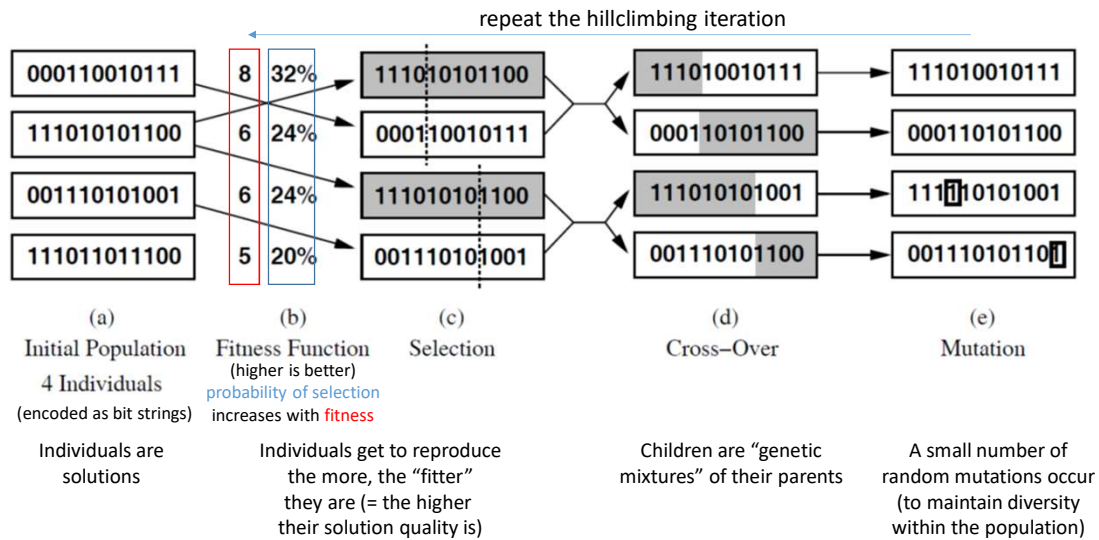 repeat the hillclimbing iteration
000110010111 8 32% 111010101100 111010010111 111010010111
111010101100 6 24% 000110010111 000110101100 000110101100
001110101001 6 24% 111010101100 111010101001 111110101001
111011011100 5 20% 001110101001 001110101100 001110101101
(a) (b) (c) (d) (e)
Initial Population Fitness Function Selection Cross–Over Mutation
4 Individuals
(encoded as bit strings)
(higher is better)
probability of selection
increases with fitness
Individuals are
solutions
Individuals get to reproduce
the more, the “fitter”
they are (= the higher
their solution quality is)
Children are “genetic
mixtures” of their parents
A small number of
random mutations occur
(to maintain diversity
within the population)